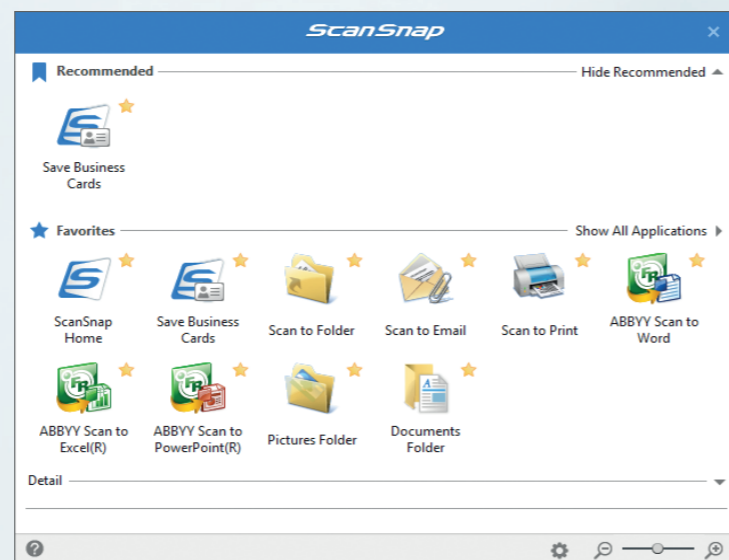 ScanSnap
Recommended
Hide Recommended
Save Business
Cards
Favorites
Show All Applications
ScanSnap
Home
Save Business
Cards
Scan to Folder
Scan to Email
Scan to Print
ABBYY Scan to
Word
ABBYY Scan to
Excel(R)
ABBYY Scan to
PowerPoint(R)
Pictures Folder
Documents
Folder
Detail